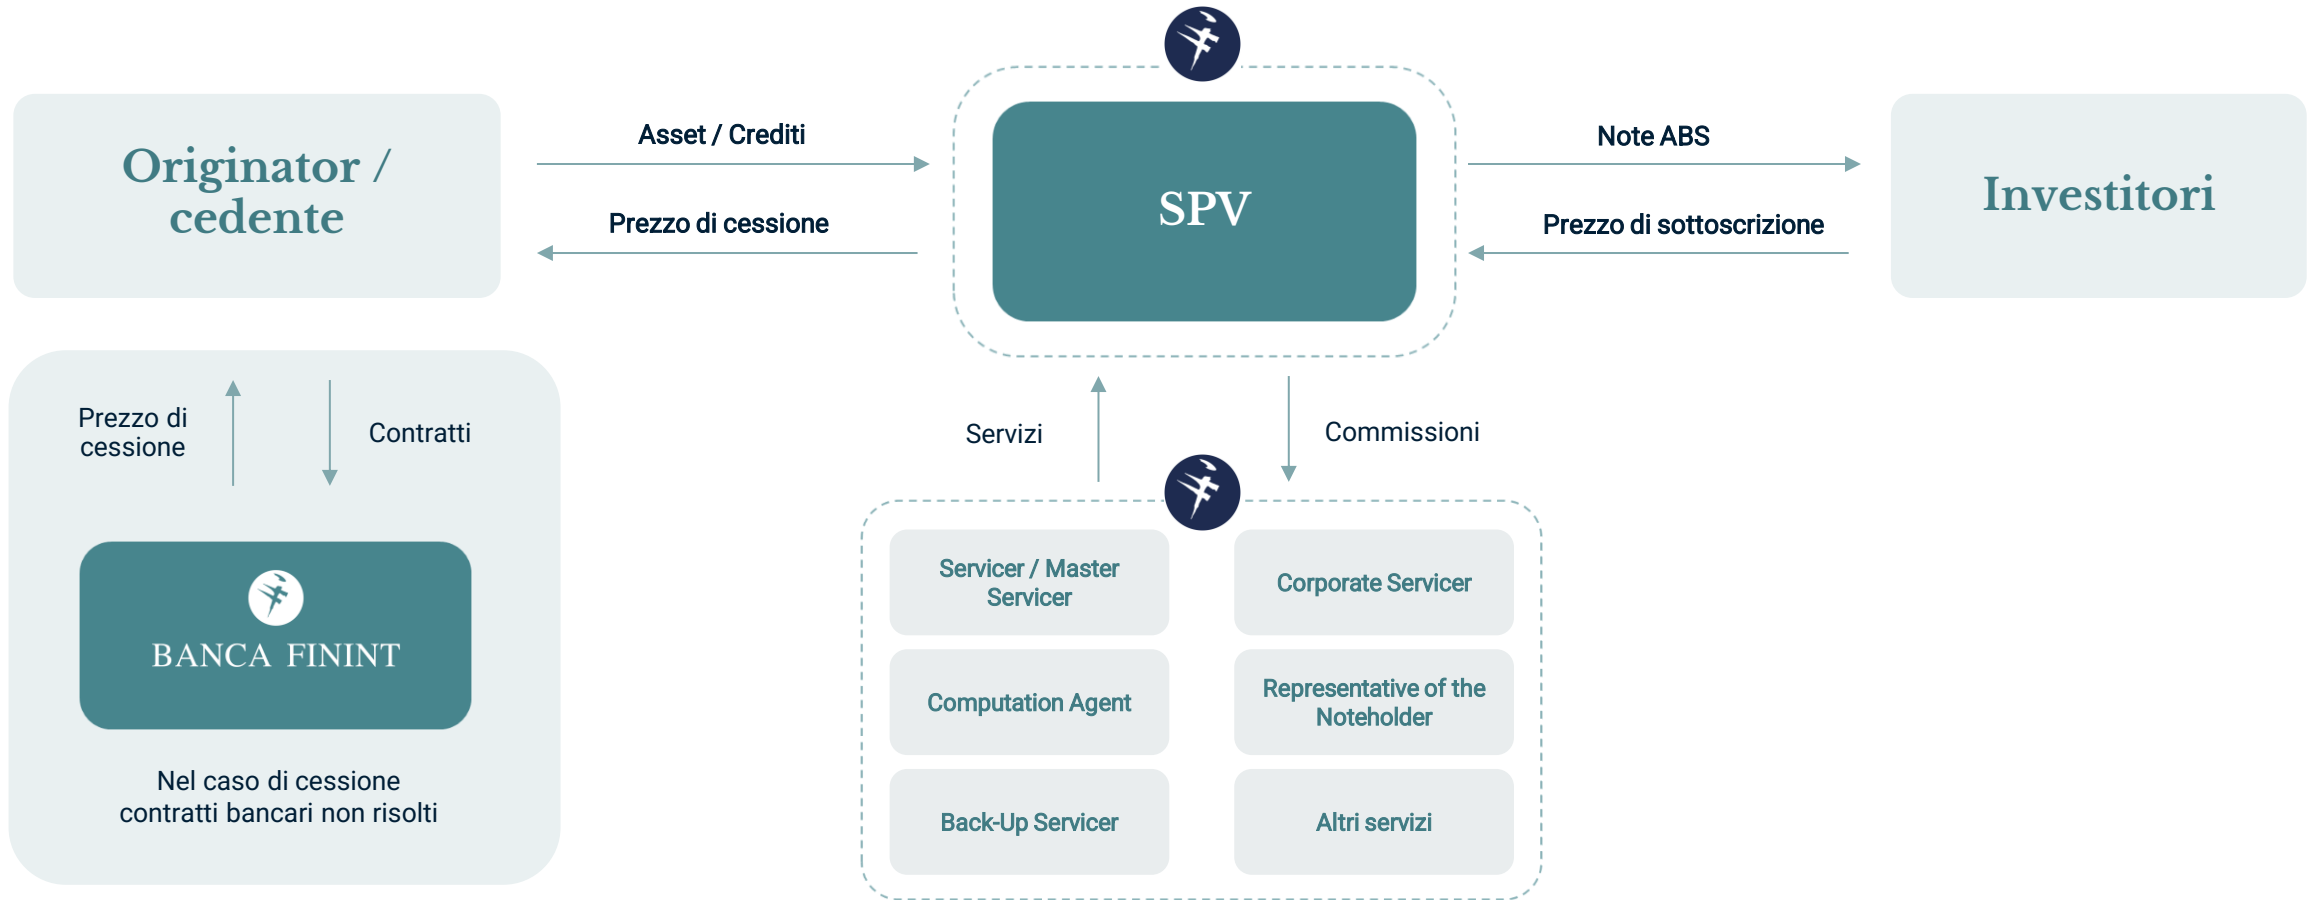 Originator /
cedente
Asset / Crediti
Prezzo di cessione
SPV
Note ABS
Prezzo di sottoscrizione
Investitori
Prezzo di
cessione
Contratti
BANCA FININT
Nel caso di cessione
contratti bancari non risolti
Servizi
Commissioni
Servicer / Master
Servicer
Corporate Servicer
Computation Agent
Representative of the
Noteholder
Back-Up Servicer
Altri servizi